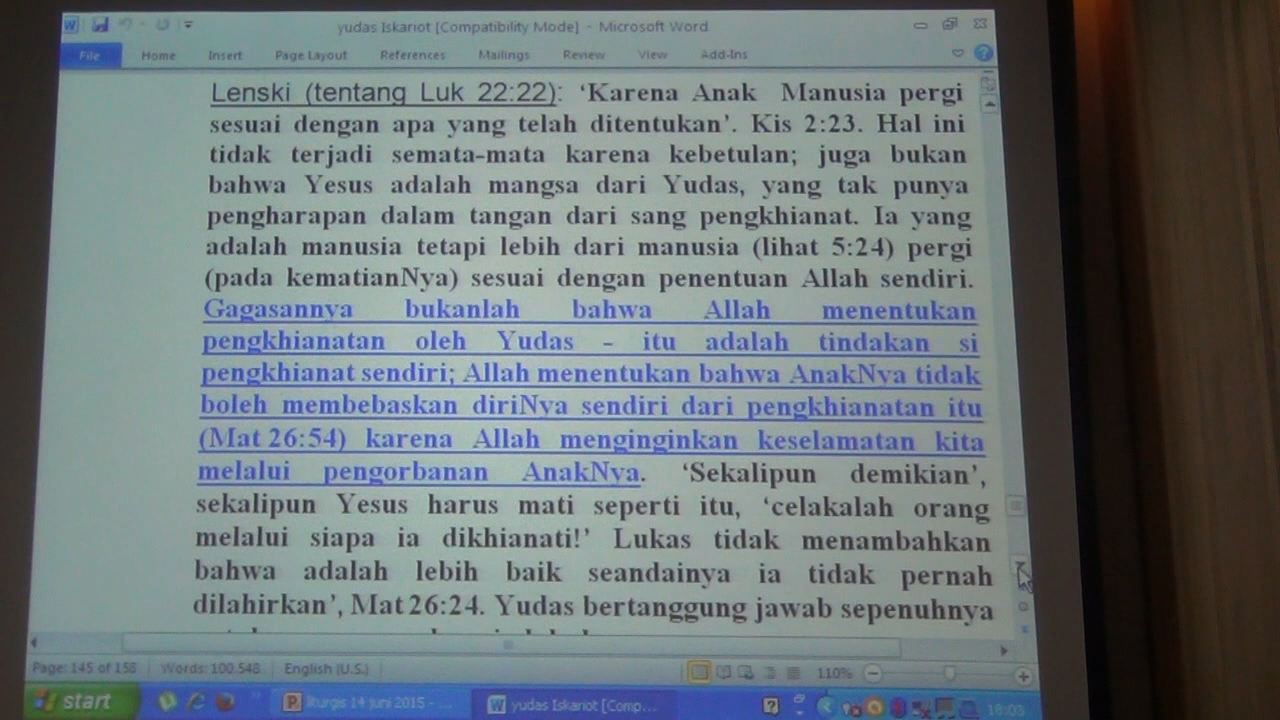 yudas Iskariot [Compatibility Mode] - Microsoft Word
File Home Insert Page Layout References Mailings Review View Add-Ins
Lenski (tentang Luk 22:22): ‘Karena Anak Manusia pergi
sesuai dengan apa yang telah ditentukan’. Kis 2:23. Hal ini
tidak terjadi semata-mata karena kebetulan; juga bukan
bahwa Yesus adalah mangsa dari Yudas, yang tak punya
pengharapan dalam tangan dari sang pengkhianat. Ia yang
adalah manusia tetapi lebih dari manusia (lihat 5:24) pergi
(pada kematianNya) sesuai dengan penentuan Allah sendiri.
Gagasannya bukanlah bahwa Allah menentukan
pengkhianatan oleh Yudas - itu adalah tindakan si
pengkhianat sendiri; Allah menentukan bahwa AnakNya tidak
boleh membebaskan diriNya sendiri dari pengkhianatan itu
(Mat 26:54) karena Allah menginginkan keselamatan kita
melalui pengorbanan AnakNya. ‘Sekalipun demikian’,
sekalipun Yesus harus mati seperti itu, ‘celakalah orang
melalui siapa ia dikhianati!’ Lukas tidak menambahkan
bahwa adalah lebih baik seandainya ia tidak pernah
dilahirkan’, Mat 26:24. Yudas bertanggung jawab sepenuhnya
Page: 145 of 158 Words: 100.548 English (U.S.) 110%
start liturgis 14 juni 2015 - ... yudas Iskariot [Comp... 18:03